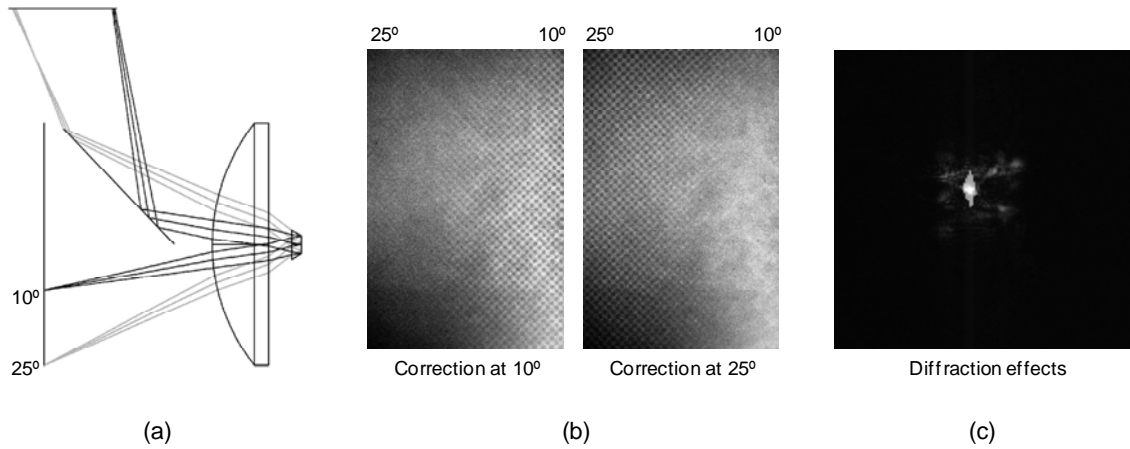 25º 10º 25º 10º
10º
25º
Correction at 10º Correction at 25º Diffraction effects
(a) (b) (c)